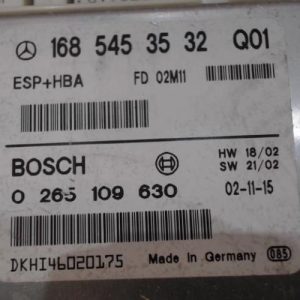 168 545 35 32 Q01
ESP+HBA FD 02M11
BOSCH HW 18/02
SW 21/02
0 265 109 630 02-11-15
DKHI46020175 Made in Germany 085